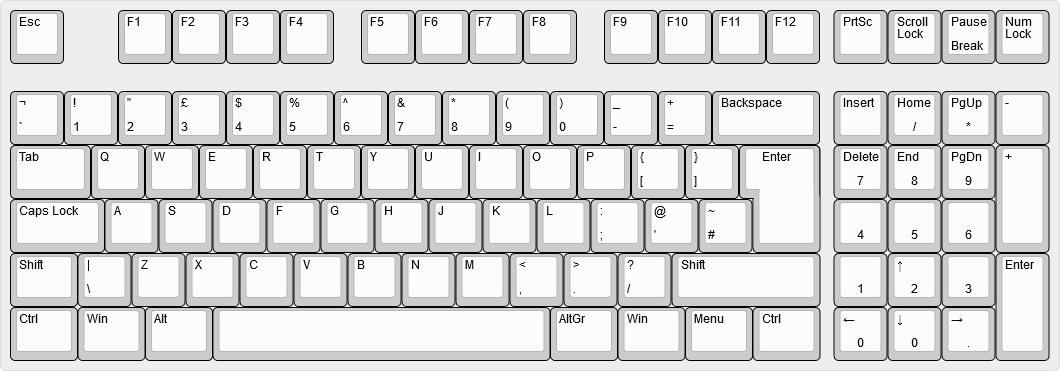 Esc F1 F2 F3 F4 F5 F6 F7 F8 F9 F10 F11 F12 PrtSc Scroll Lock Pause Break Num Lock
¬ ! " £ $ % ^ & * ( ) _ + Backspace Insert Home PgUp -
` 1 2 3 4 5 6 7 8 9 0 - = / *
Tab Q W E R T Y U I O P { } Enter Delete End PgDn +
[ ] 7 8 9
Caps Lock A S D F G H J K L : @ ~
; ' # 4 5 6
Shift | Z X C V B N M < > ? Shift ↑ Enter
\ , . / 1 2 3
Ctrl Win Alt AltGr Win Menu Ctrl ← ↓ →
0 0 .